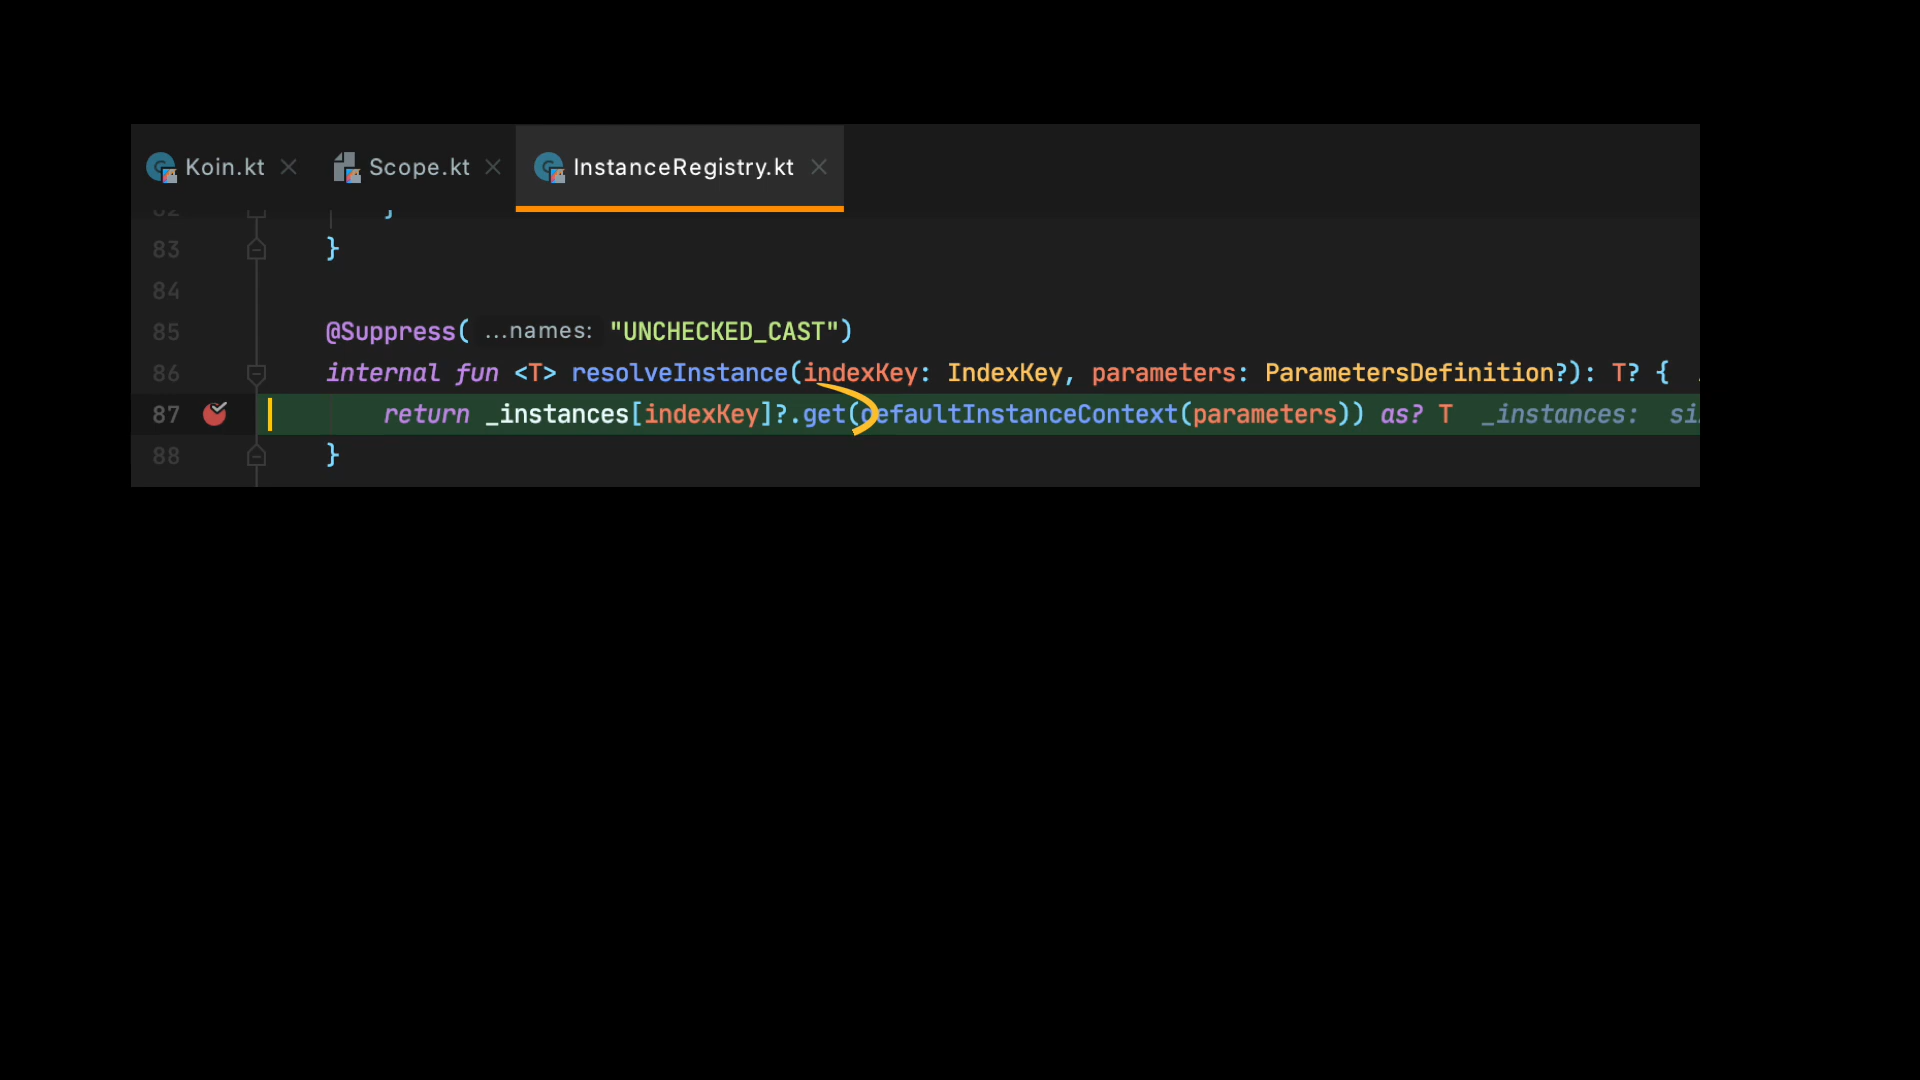 Koin.kt Scope.kt InstanceRegistry.kt
82 }
83 }
84
85 @Suppress( ...names: "UNCHECKED_CAST")
86 internal fun <T> resolveInstance(indexKey: IndexKey, parameters: ParametersDefinition?): T? {
87 return _instances[indexKey]?.get(defaultInstanceContext(parameters)) as? T _instances:
88 }